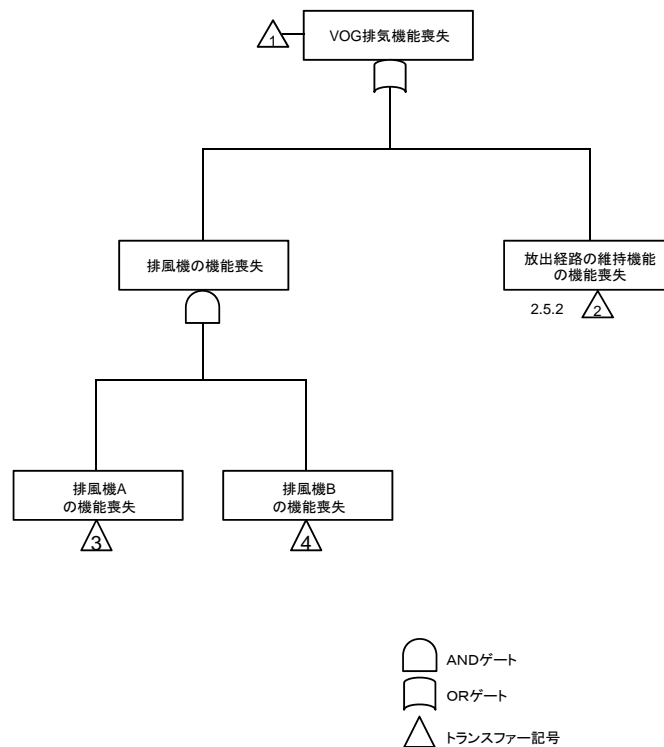 1
VOG排気機能喪失
排風機の機能喪失
放出経路の維持機能
の機能喪失
2.5.2
2
排風機A
の機能喪失
排風機B
の機能喪失
3
4
ANDゲート
ORゲート
トランスファー記号